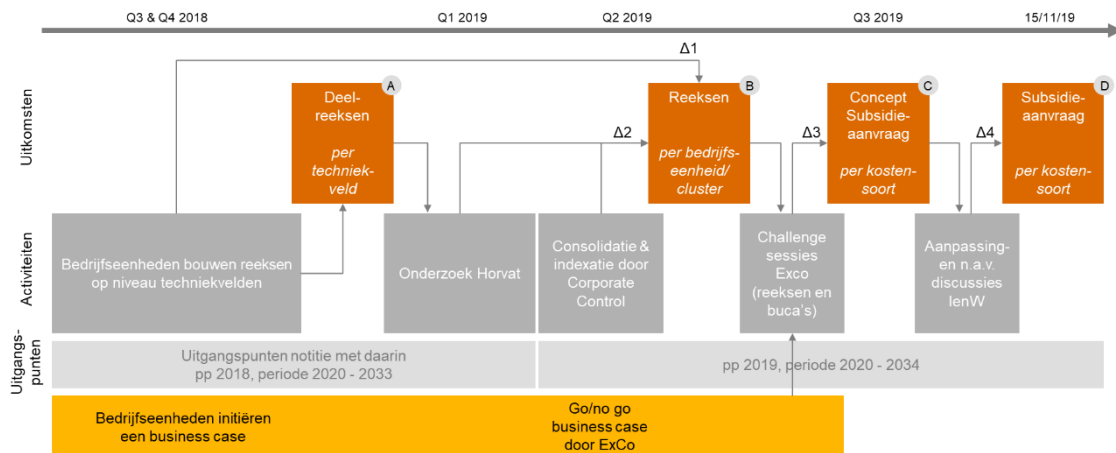 Q3 & Q4 2018
Q1 2019
Q2 2019
Q3 2019
15/11/19
Δ1
Uitkomsten
A
Deel-
reeksen
per
techniek-
veld
Δ2
B
Reeksen
per bedrijfs-
eenheid/
cluster
Δ3
C
Concept
Subsidie-
aanvraag
per kosten-
soort
Δ4
D
Subsidie-
aanvraag
per kosten-
soort
Activiteiten
Bedrijfseenheden bouwen reeksen
op niveau techniekvelden
Onderzoek Horvat
Consolidatie &
indexatie door
Corporate
Control
Challenge
sessies
Exco
(reeksen en
buca's)
Aanpassing-
en n.a.v.
discussies
IenW
Uitgangs-
punten
Uitgangspunten notitie met daarin
pp 2018, periode 2020 - 2033
pp 2019, periode 2020 - 2034
Bedrijfseenheden initiëren
een business case
Go/no go
business case
door ExCo